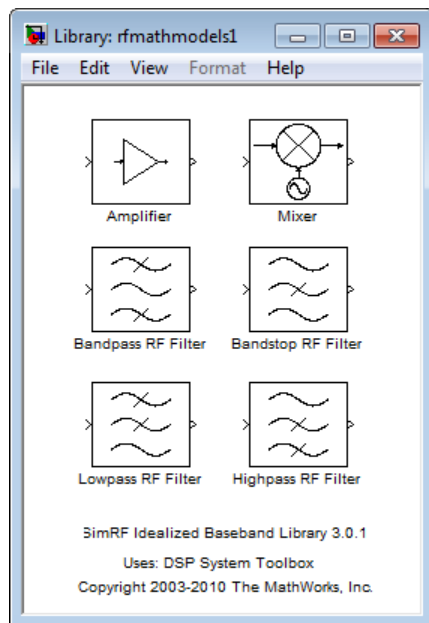 Library: rfmathmodels1
File Edit View Format Help
Amplifier Mixer
Bandpass RF Filter Bandstop RF Filter
Lowpass RF Filter Highpass RF Filter
SimRF Idealized Baseband Library 3.0.1
Uses: DSP System Toolbox
Copyright 2003-2010 The MathWorks, Inc.